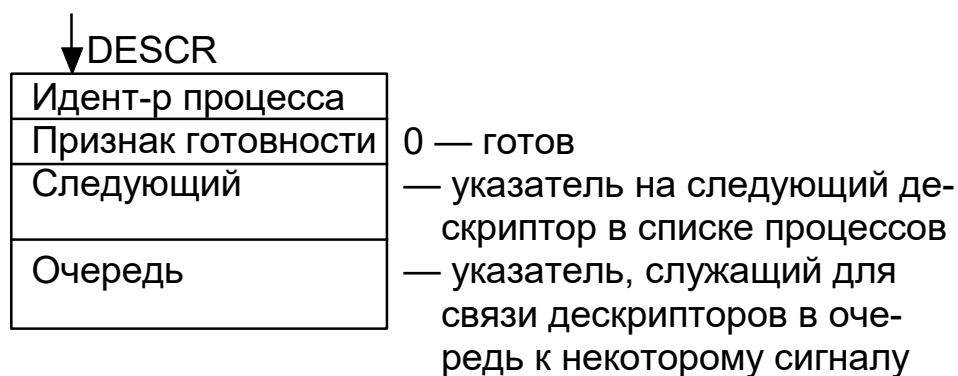 DESCR
Идент-р процесса
Признак готовности 0 — готов
Следующий — указатель на следующий де-
скриптор в списке процессов
Очередь — указатель, служащий для
связи дескрипторов в оче-
редь к некоторому сигналу